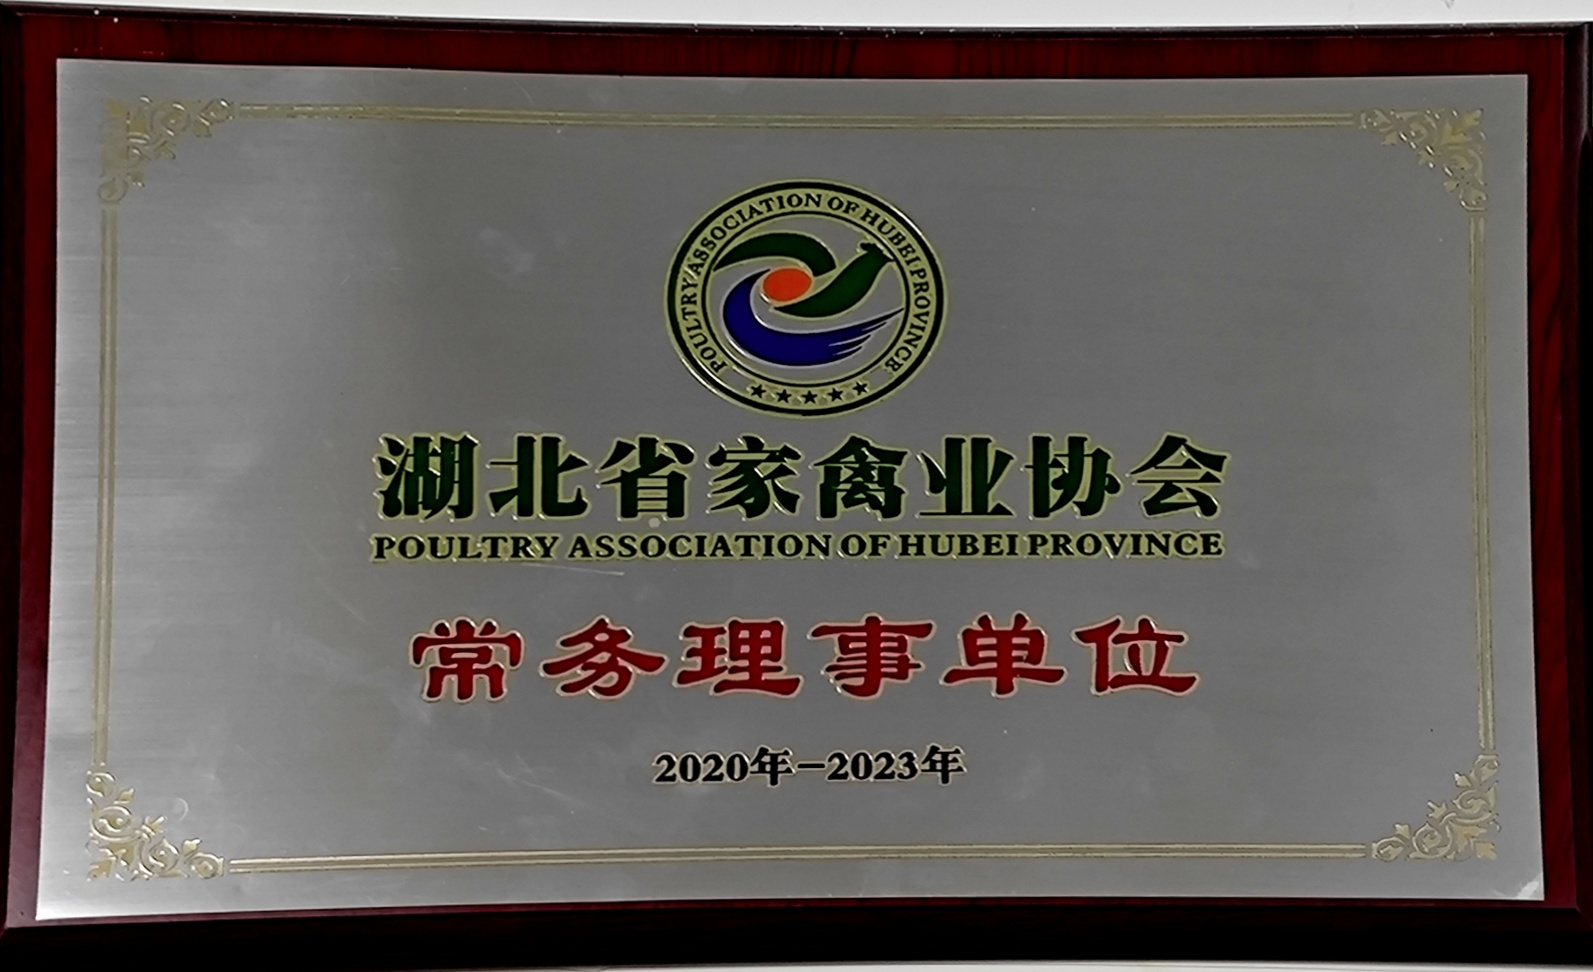 POULTRY ASSOCIATION OF HUBEI PROVINCE
湖北省家禽业协会
POULTRY ASSOCIATION OF HUBEI PROVINCE
常务理事单位
2020年-2023年